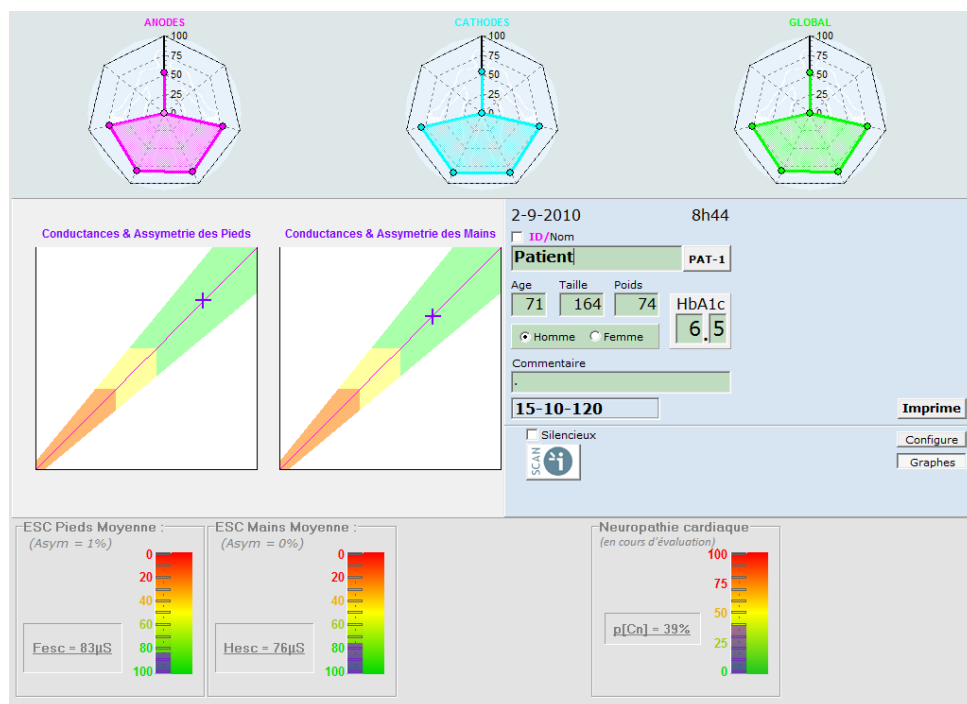 ANODES
100
75
50
25
0
CATHODES
100
75
50
25
0
GLOBAL
100
75
50
25
0
Conductances & Assymetrie des Pieds
Conductances & Assymetrie des Mains
2-9-2010 8h44
ID/Nom
Patient PAT-1
Age Taille Poids
71 164 74
HbA1c
6.5
Homme Femme
Commentaire
.
15-10-120
Imprime
Silencieux
SCAN
i
Configure
Graphes
ESC Pieds Moyenne :
(Asym = 1%)
0
20
40
60
80
100
Fesc = 83µS
ESC Mains Moyenne :
(Asym = 0%)
0
20
40
60
80
100
Hesc = 76µS
Neuropathie cardiaque
(en cours d'évaluation)
100
75
50
25
0
p[Cn] = 39%